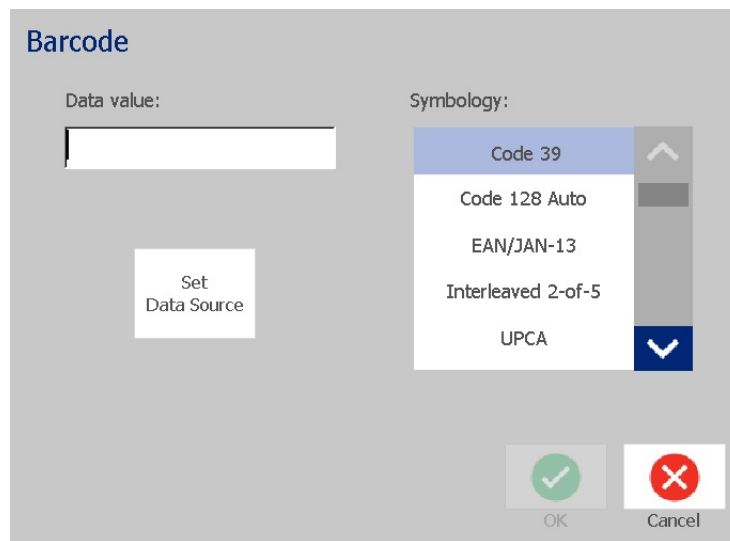 Barcode
Data value:
Symbology:
Code 39
Code 128 Auto
EAN/JAN-13
Interleaved 2-of-5
UPCA
Set
Data Source
OK
Cancel